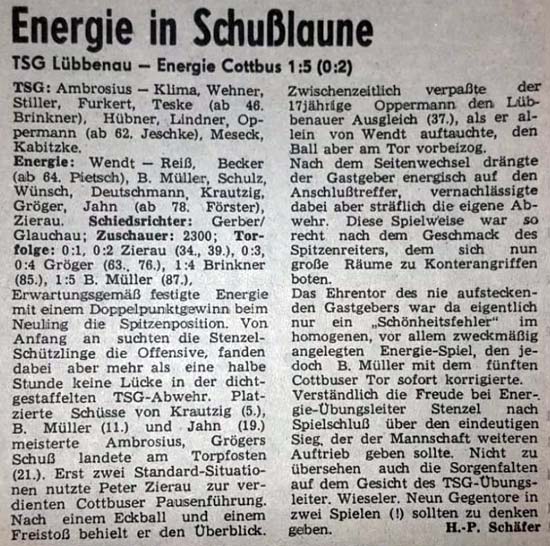 Energie in Schußlaune
TSG Lübbenau – Energie Cottbus 1:5 (0:2)
TSG: Ambrosius – Klima, Wehner,
Stiller, Furkert, Teske (ab 46.
Brinkner), Hübner, Lindner, Op-
permann (ab 62. Jeschke), Meseck,
Kabitzke.
Energie: Wendt – Reiß, Becker
(ab 64. Pietsch), B. Müller, Schulz,
Wünsch, Deutschmann, Krautzig,
Gröger, Jahn (ab 78. Förster),
Zierau. Schiedsrichter: Gerber/
Glauchau; Zuschauer: 2300; Tor-
folge: 0:1, 0:2 Zierau (34., 39.), 0:3,
0:4 Gröger (63., 76.), 1:4 Brinkner
(85.), 1:5 B. Müller (87.),
Erwartungsgemäß festigte Energie
mit einem Doppelpunktgewinn beim
Neuling die Spitzenposition. Von
Anfang an suchten die Stenzel-
Schützlinge die Offensive, fanden
dabei aber mehr als eine halbe
Stunde keine Lücke in der dicht-
gestaffelten TSG-Abwehr. Plat-
zierte Schüsse von Krautzig (5.),
B. Müller (11.) und Jahn (19.)
meisterte Ambrosius, Grögers
Schuß landete am Torpfosten
(21.). Erst zwei Standard-Situatio-
nen nutzte Peter Zierau zur ver-
dienten Cottbuser Pausenführung.
Nach einem Eckball und einem
Freistoß behielt er den Überblick.
Zwischenzeitlich verpaßte der
17jährige Oppermann den Lüb-
benauer Ausgleich (37.), als er al-
lein von Wendt auftauchte, den
Ball aber am Tor vorbeizog.
Nach dem Seitenwechsel drängte
der Gastgeber energisch auf den
Anschlußtreffer, vernachlässigte
dabei aber sträflich die eigene Ab-
wehr. Diese Spielweise war so
recht nach dem Geschmack des
Spitzenreiters, dem sich nun
große Räume zu Konterangriffen
boten.
Das Ehrentor des nie aufstecken-
den Gastgebers war da eigentlich
nur ein „Schönheitsfehler" im
homogenen, vor allem zweckmäßig
angelegten Energie-Spiel, den je-
doch B. Müller mit dem fünften
Cottbuser Tor sofort korrigierte.
Verständlich die Freude bei Ener-
gie-Übungsleiter Stenzel nach
Spielschluß über den eindeutigen
Sieg, der der Mannschaft weiteren
Auftrieb geben sollte. Nicht zu
übersehen auch die Sorgenfalten
auf dem Gesicht des TSG-Übungs-
leiter. Wieseler. Neun Gegentore in
zwei Spielen (!) sollten zu denken
geben. H.-P. Schäfer